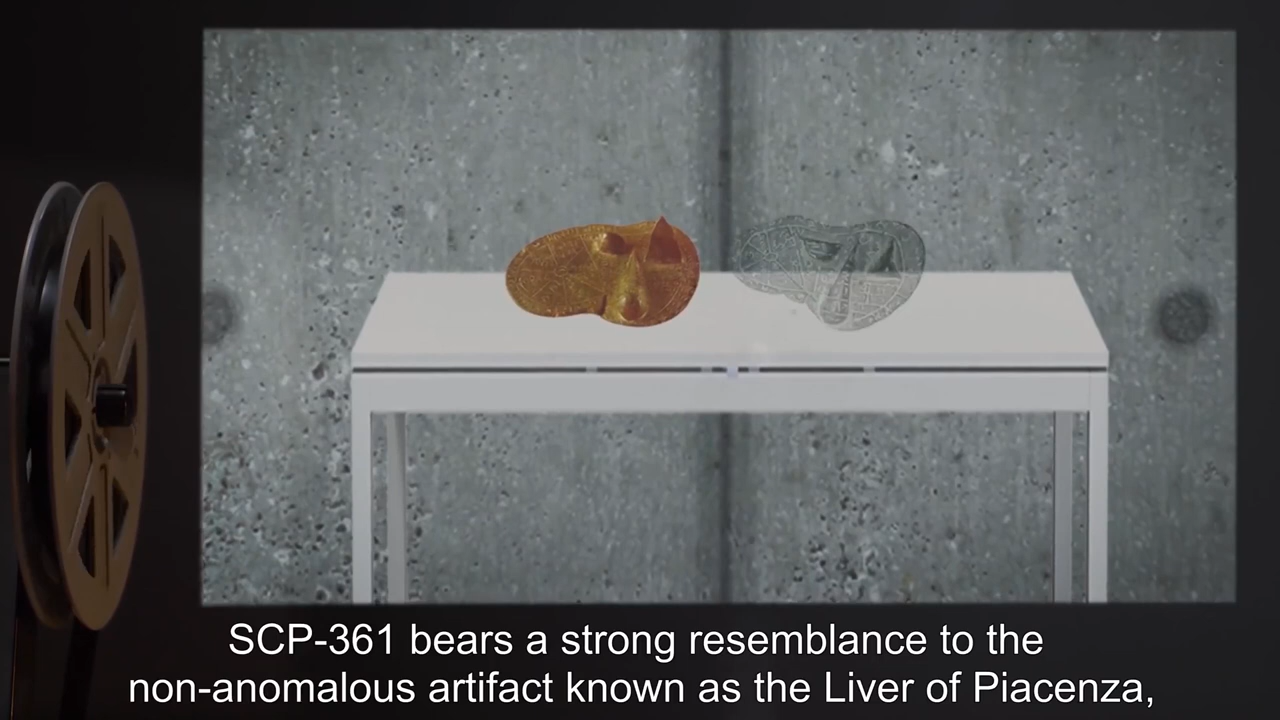 SCP-361 bears a strong resemblance to the
non-anomalous artifact known as the Liver of Piacenza,